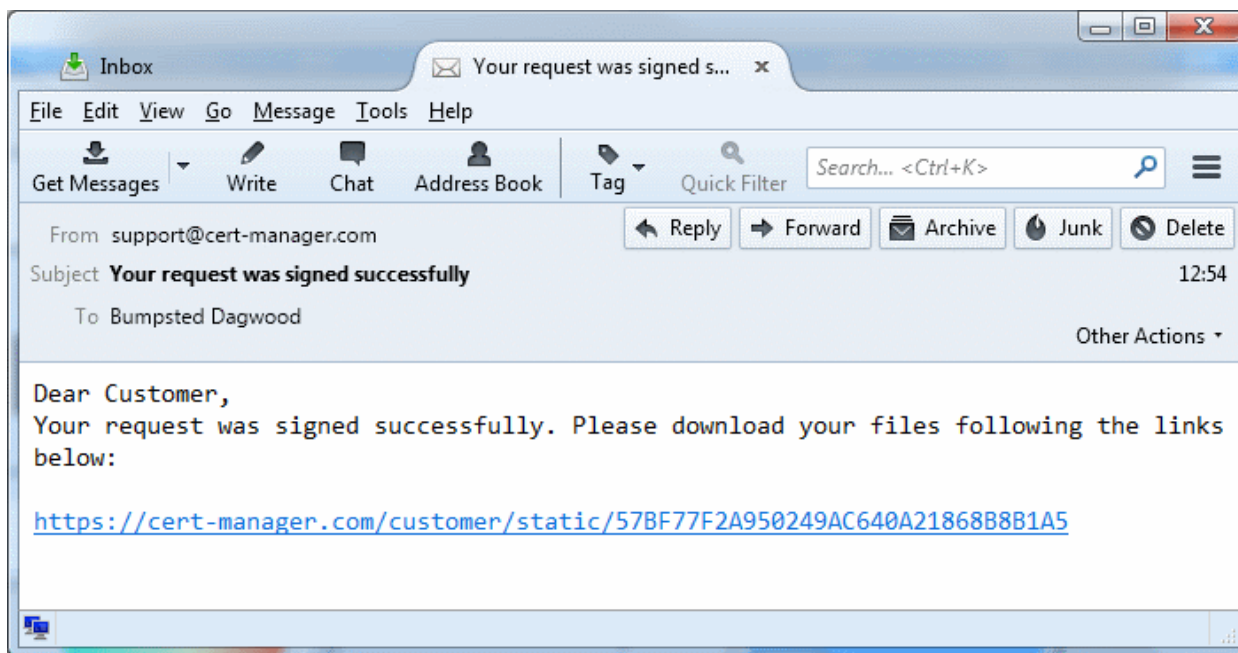 Inbox
Your request was signed s...
File Edit View Go Message Tools Help
Get Messages Write Chat Address Book Tag Quick Filter Search... <Ctrl+K>
From support@cert-manager.com Reply Forward Archive Junk Delete
Subject Your request was signed successfully 12:54
To Bumpsted Dagwood
Other Actions
Dear Customer,
Your request was signed successfully. Please download your files following the links
below:
https://cert-manager.com/customer/static/57BF77F2A950249AC640A21868B8B1A5